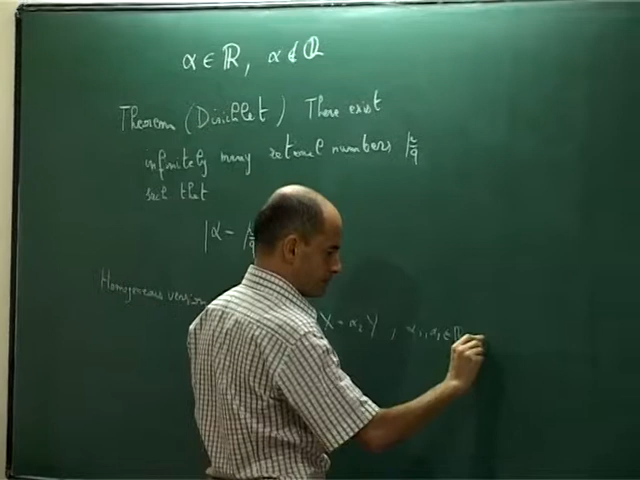 α ∈ ℝ, α ∉ ℚ
Theorem (Dirichlet) There exist
infinitely many rational numbers p/q
such that
|α - p/q
Homogeneous version
X - α₂ Y , α₁, α₂ ∈ ℝ